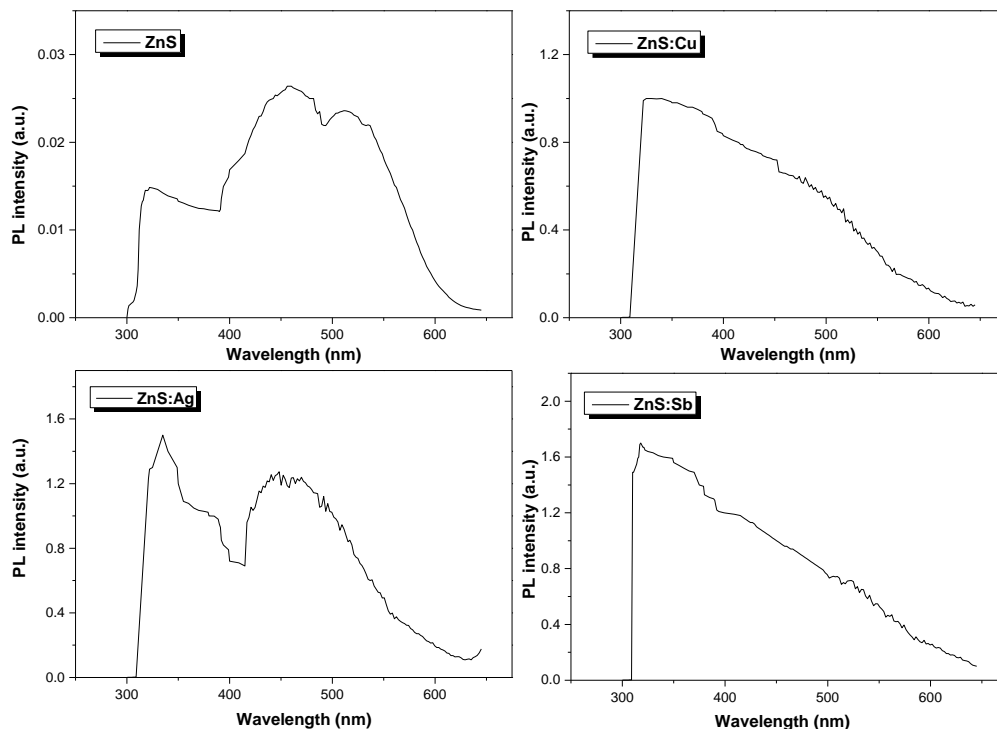 ZnS
PL intensity (a.u.)
0.03
0.02
0.01
0.00
300 400 500 600
Wavelength (nm)
ZnS:Cu
PL intensity (a.u.)
1.2
0.8
0.4
0.0
300 400 500 600
Wavelength (nm)
ZnS:Ag
PL intensity (a.u.)
1.6
1.2
0.8
0.4
0.0
300 400 500 600
Wavelength (nm)
ZnS:Sb
PL intensity (a.u.)
2.0
1.6
1.2
0.8
0.4
0.0
300 400 500 600
Wavelength (nm)